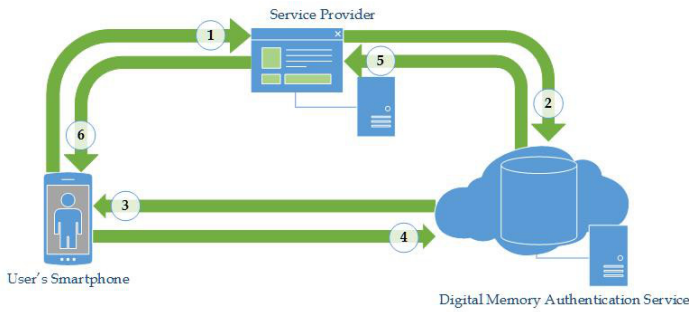 Service Provider
1
5
2
6
3
4
User's Smartphone
Digital Memory Authentication Service